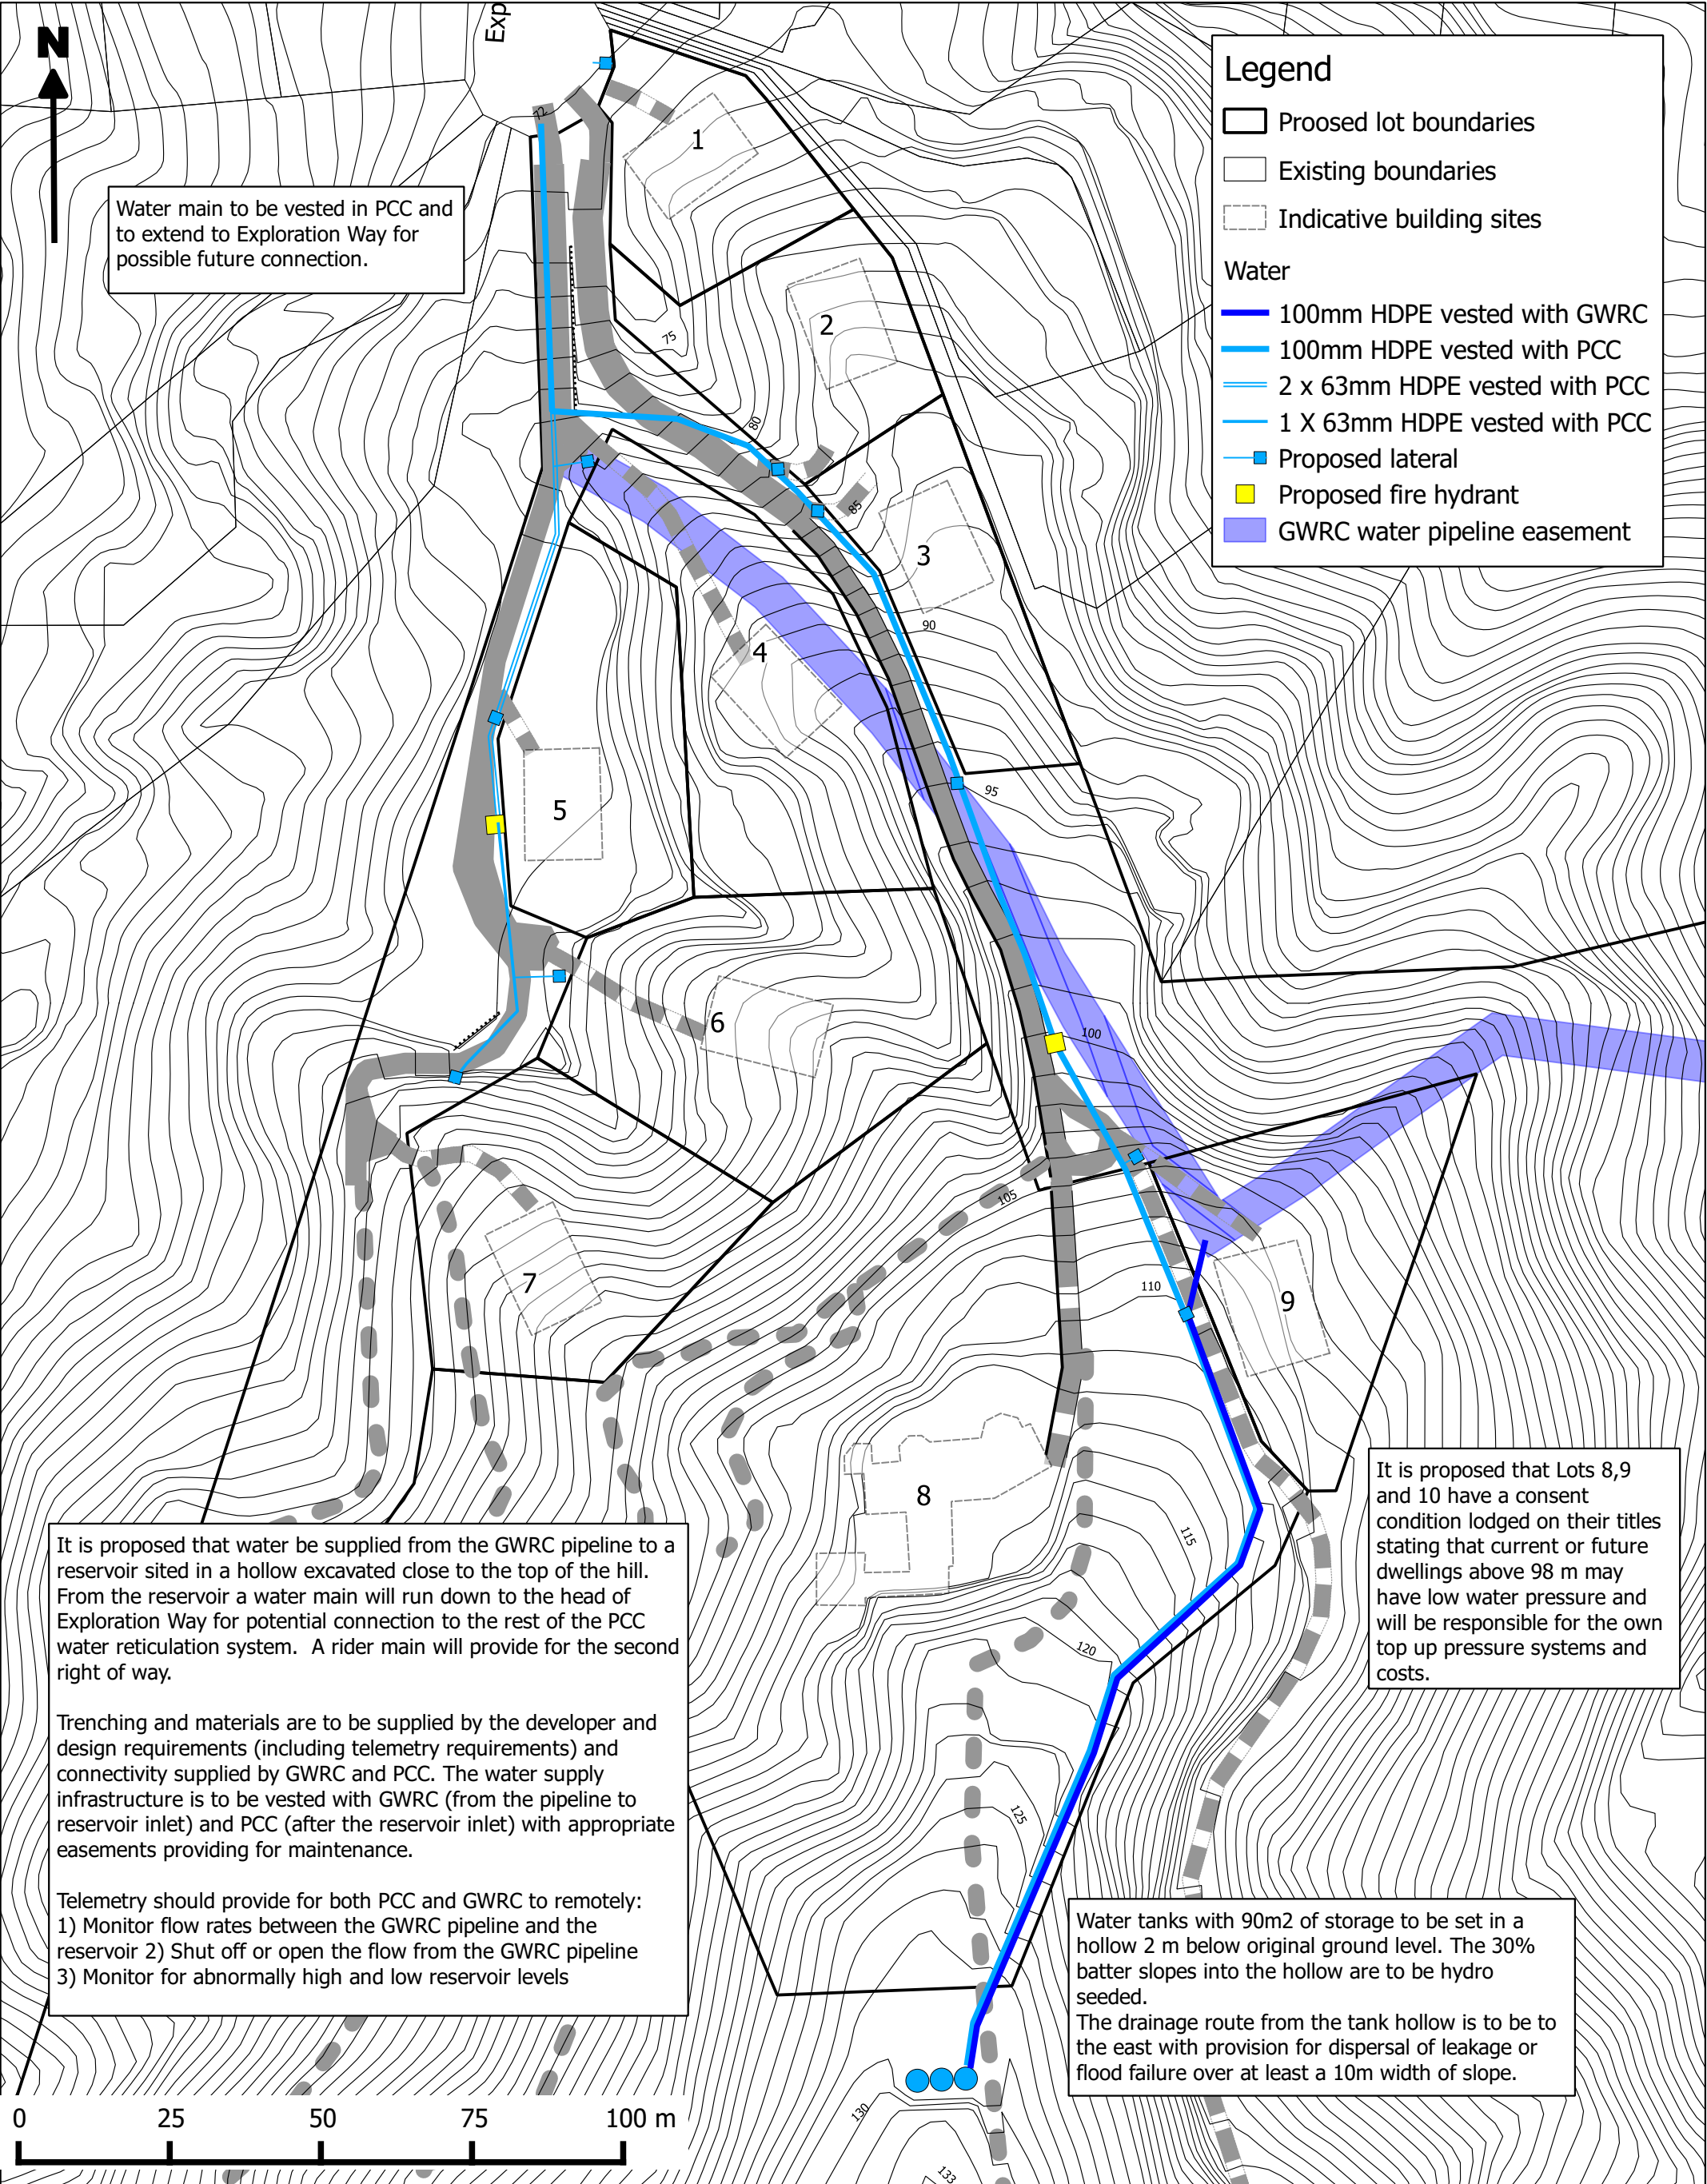 Exp
N
72
Legend
Proosed lot boundaries
Existing boundaries
Indicative building sites
Water
100mm HDPE vested with GWRC
100mm HDPE vested with PCC
2 x 63mm HDPE vested with PCC
1 X 63mm HDPE vested with PCC
Proposed lateral
Proposed fire hydrant
GWRC water pipeline easement
Water main to be vested in PCC and
to extend to Exploration Way for
possible future connection.
1
2
75
80
85
3
90
4
95
5
6
100
105
7
110
9
8
115
120
125
130
133
It is proposed that Lots 8,9
and 10 have a consent
condition lodged on their titles
stating that current or future
dwellings above 98 m may
have low water pressure and
will be responsible for the own
top up pressure systems and
costs.
It is proposed that water be supplied from the GWRC pipeline to a
reservoir sited in a hollow excavated close to the top of the hill.
From the reservoir a water main will run down to the head of
Exploration Way for potential connection to the rest of the PCC
water reticulation system.  A rider main will provide for the second
right of way.
Trenching and materials are to be supplied by the developer and
design requirements (including telemetry requirements) and
connectivity supplied by GWRC and PCC. The water supply
infrastructure is to be vested with GWRC (from the pipeline to
reservoir inlet) and PCC (after the reservoir inlet) with appropriate
easements providing for maintenance.
Telemetry should provide for both PCC and GWRC to remotely:
1) Monitor flow rates between the GWRC pipeline and the
reservoir 2) Shut off or open the flow from the GWRC pipeline
3) Monitor for abnormally high and low reservoir levels
Water tanks with 90m2 of storage to be set in a
hollow 2 m below original ground level. The 30%
batter slopes into the hollow are to be hydro
seeded.
The drainage route from the tank hollow is to be to
the east with provision for dispersal of leakage or
flood failure over at least a 10m width of slope.
0 25 50 75 100 m